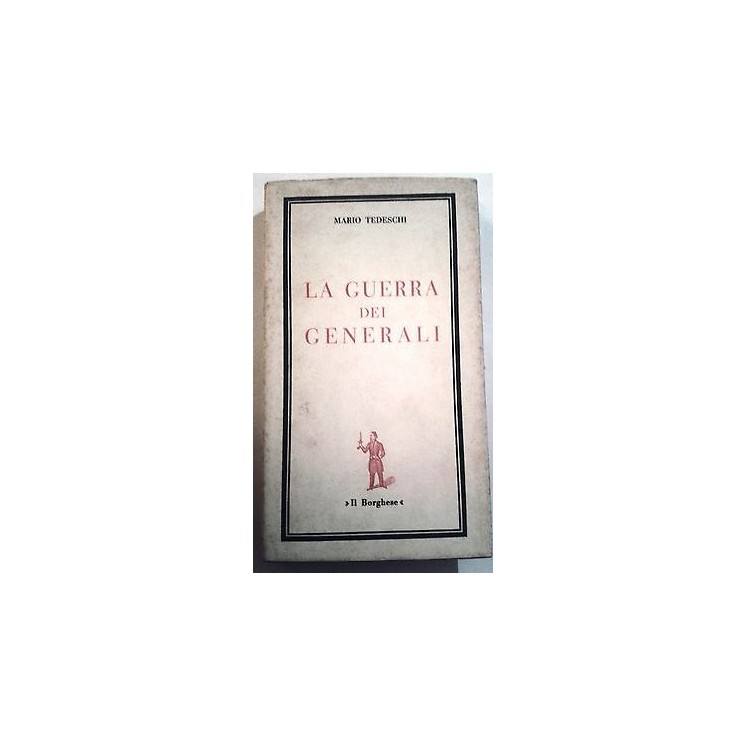 MARIO TEDESCHI
LA GUERRA
DEI
GENERALI
»Il Borghese«